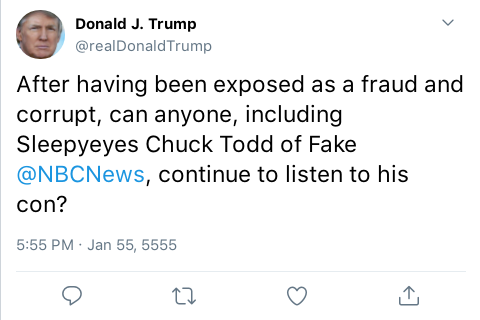 Donald J. Trump
@realDonaldTrump
After having been exposed as a fraud and
corrupt, can anyone, including
Sleepyeyes Chuck Todd of Fake
@NBCNews, continue to listen to his
con?
5:55 PM · Jan 55, 5555